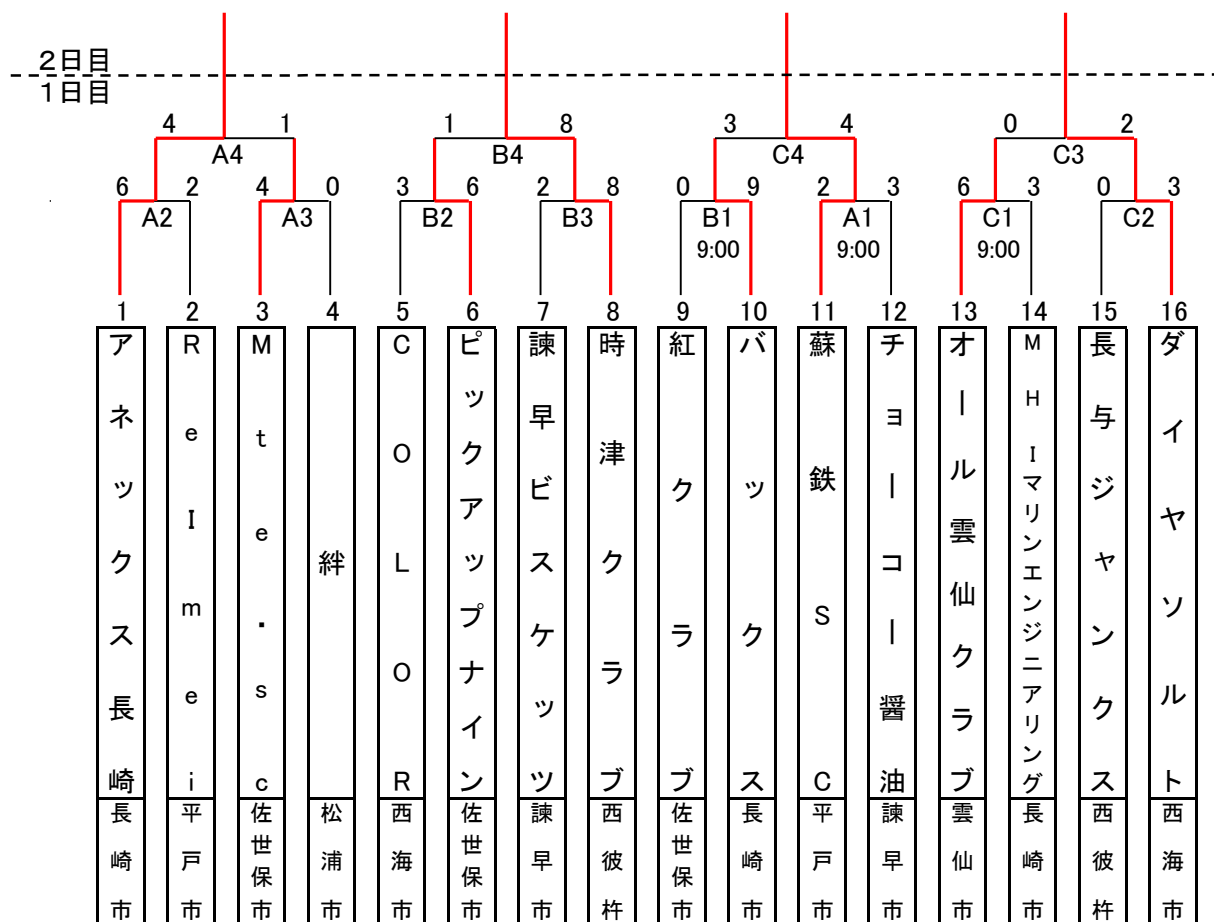 2日目
1日目
4 1 1 8 3 4 0 2
A4 B4 C4 C3
6 2 4 0 3 6 2 8 0 9 2 3 6 3 0 3
A2 A3 B2 B3 B1 A1 C1 C2
9:00 9:00 9:00
1 2 3 4 5 6 7 8 9 10 11 12 13 14 15 16
アネックス長崎
ReImei
Mte.sc
絆
COLOR
ピックアップナイン
諫早ビスケッツ
時津クラブ
紅クラブ
バックス
蘇鉄SC
チョーコー醤油
オール雲仙クラブ
MHIマリンエンジニアリング
長与ジャンクス
ダイヤソルト
長崎市
平戸市
佐世保市
松浦市
西海市
佐世保市
諫早市
西彼杵
佐世保市
長崎市
平戸市
諫早市
雲仙市
長崎市
西彼杵
西海市